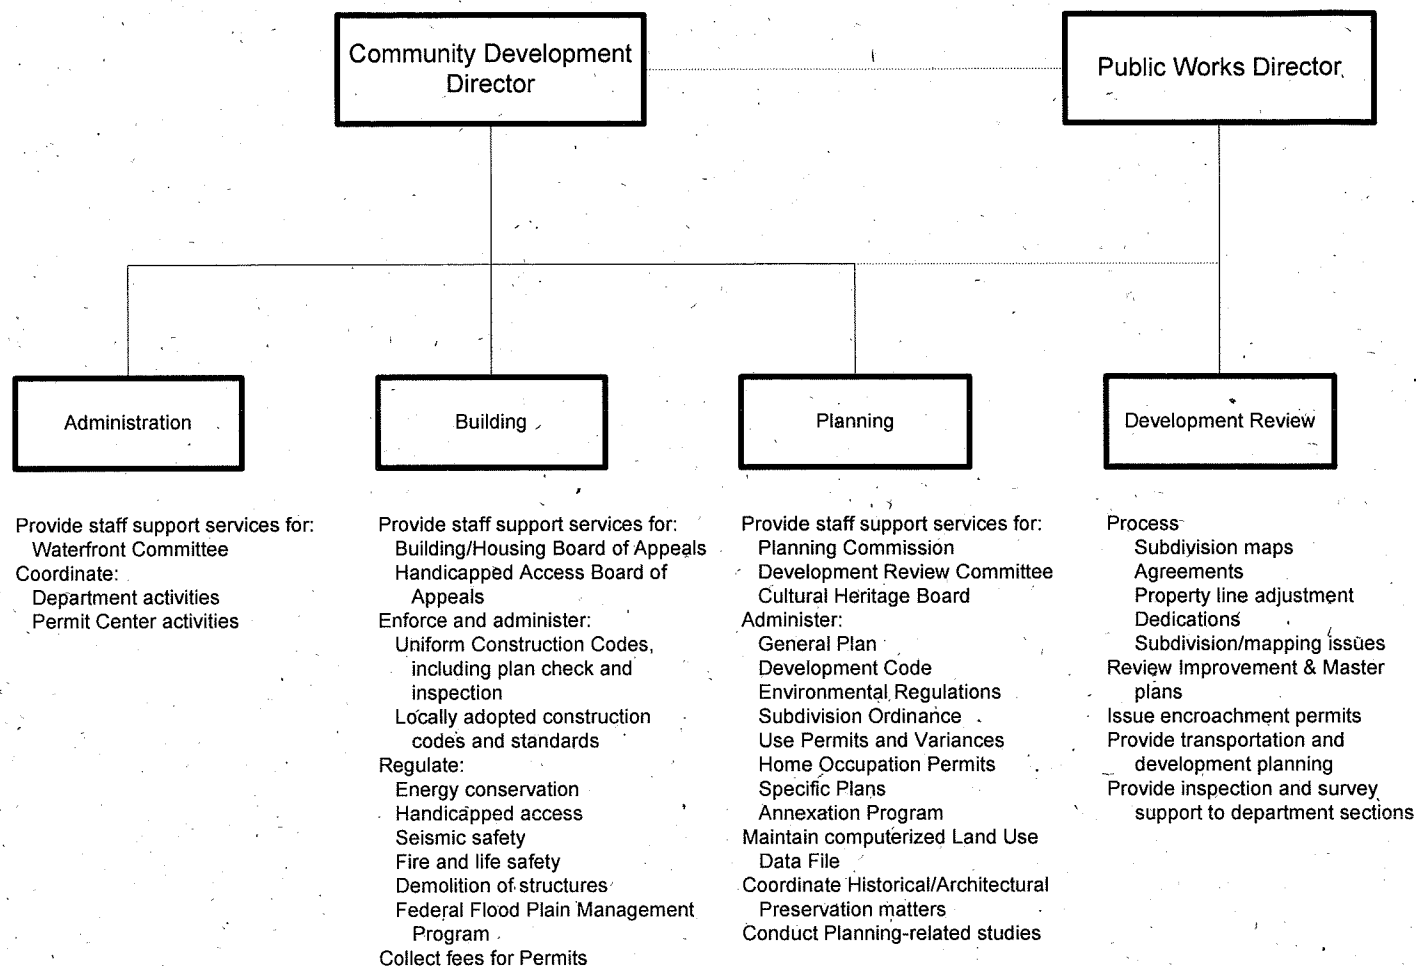 Community Development
Director
Public Works Director
Administration
Building
Planning
Development Review
Provide staff support services for:
Waterfront Committee
Coordinate:
Department activities
Permit Center activities
Provide staff support services for:
Building/Housing Board of Appeals
Handicapped Access Board of
Appeals
Enforce and administer:
Uniform Construction Codes,
including plan check and
inspection
Locally adopted construction
codes and standards
Regulate:
Energy conservation
Handicapped access
Seismic safety
Fire and life safety
Demolition of structures
Federal Flood Plain Management
Program
Collect fees for Permits
Provide staff support services for:
Planning Commission
Development Review Committee
Cultural Heritage Board
Administer:
General Plan
Development Code
Environmental Regulations
Subdivision Ordinance
Use Permits and Variances
Home Occupation Permits
Specific Plans
Annexation Program
Maintain computerized Land Use
Data File
Coordinate Historical/Architectural
Preservation matters
Conduct Planning-related studies
Process
Subdivision maps
Agreements
Property line adjustment
Dedications
Subdivision/mapping issues
Review Improvement & Master
plans
Issue encroachment permits
Provide transportation and
development planning
Provide inspection and survey
support to department sections